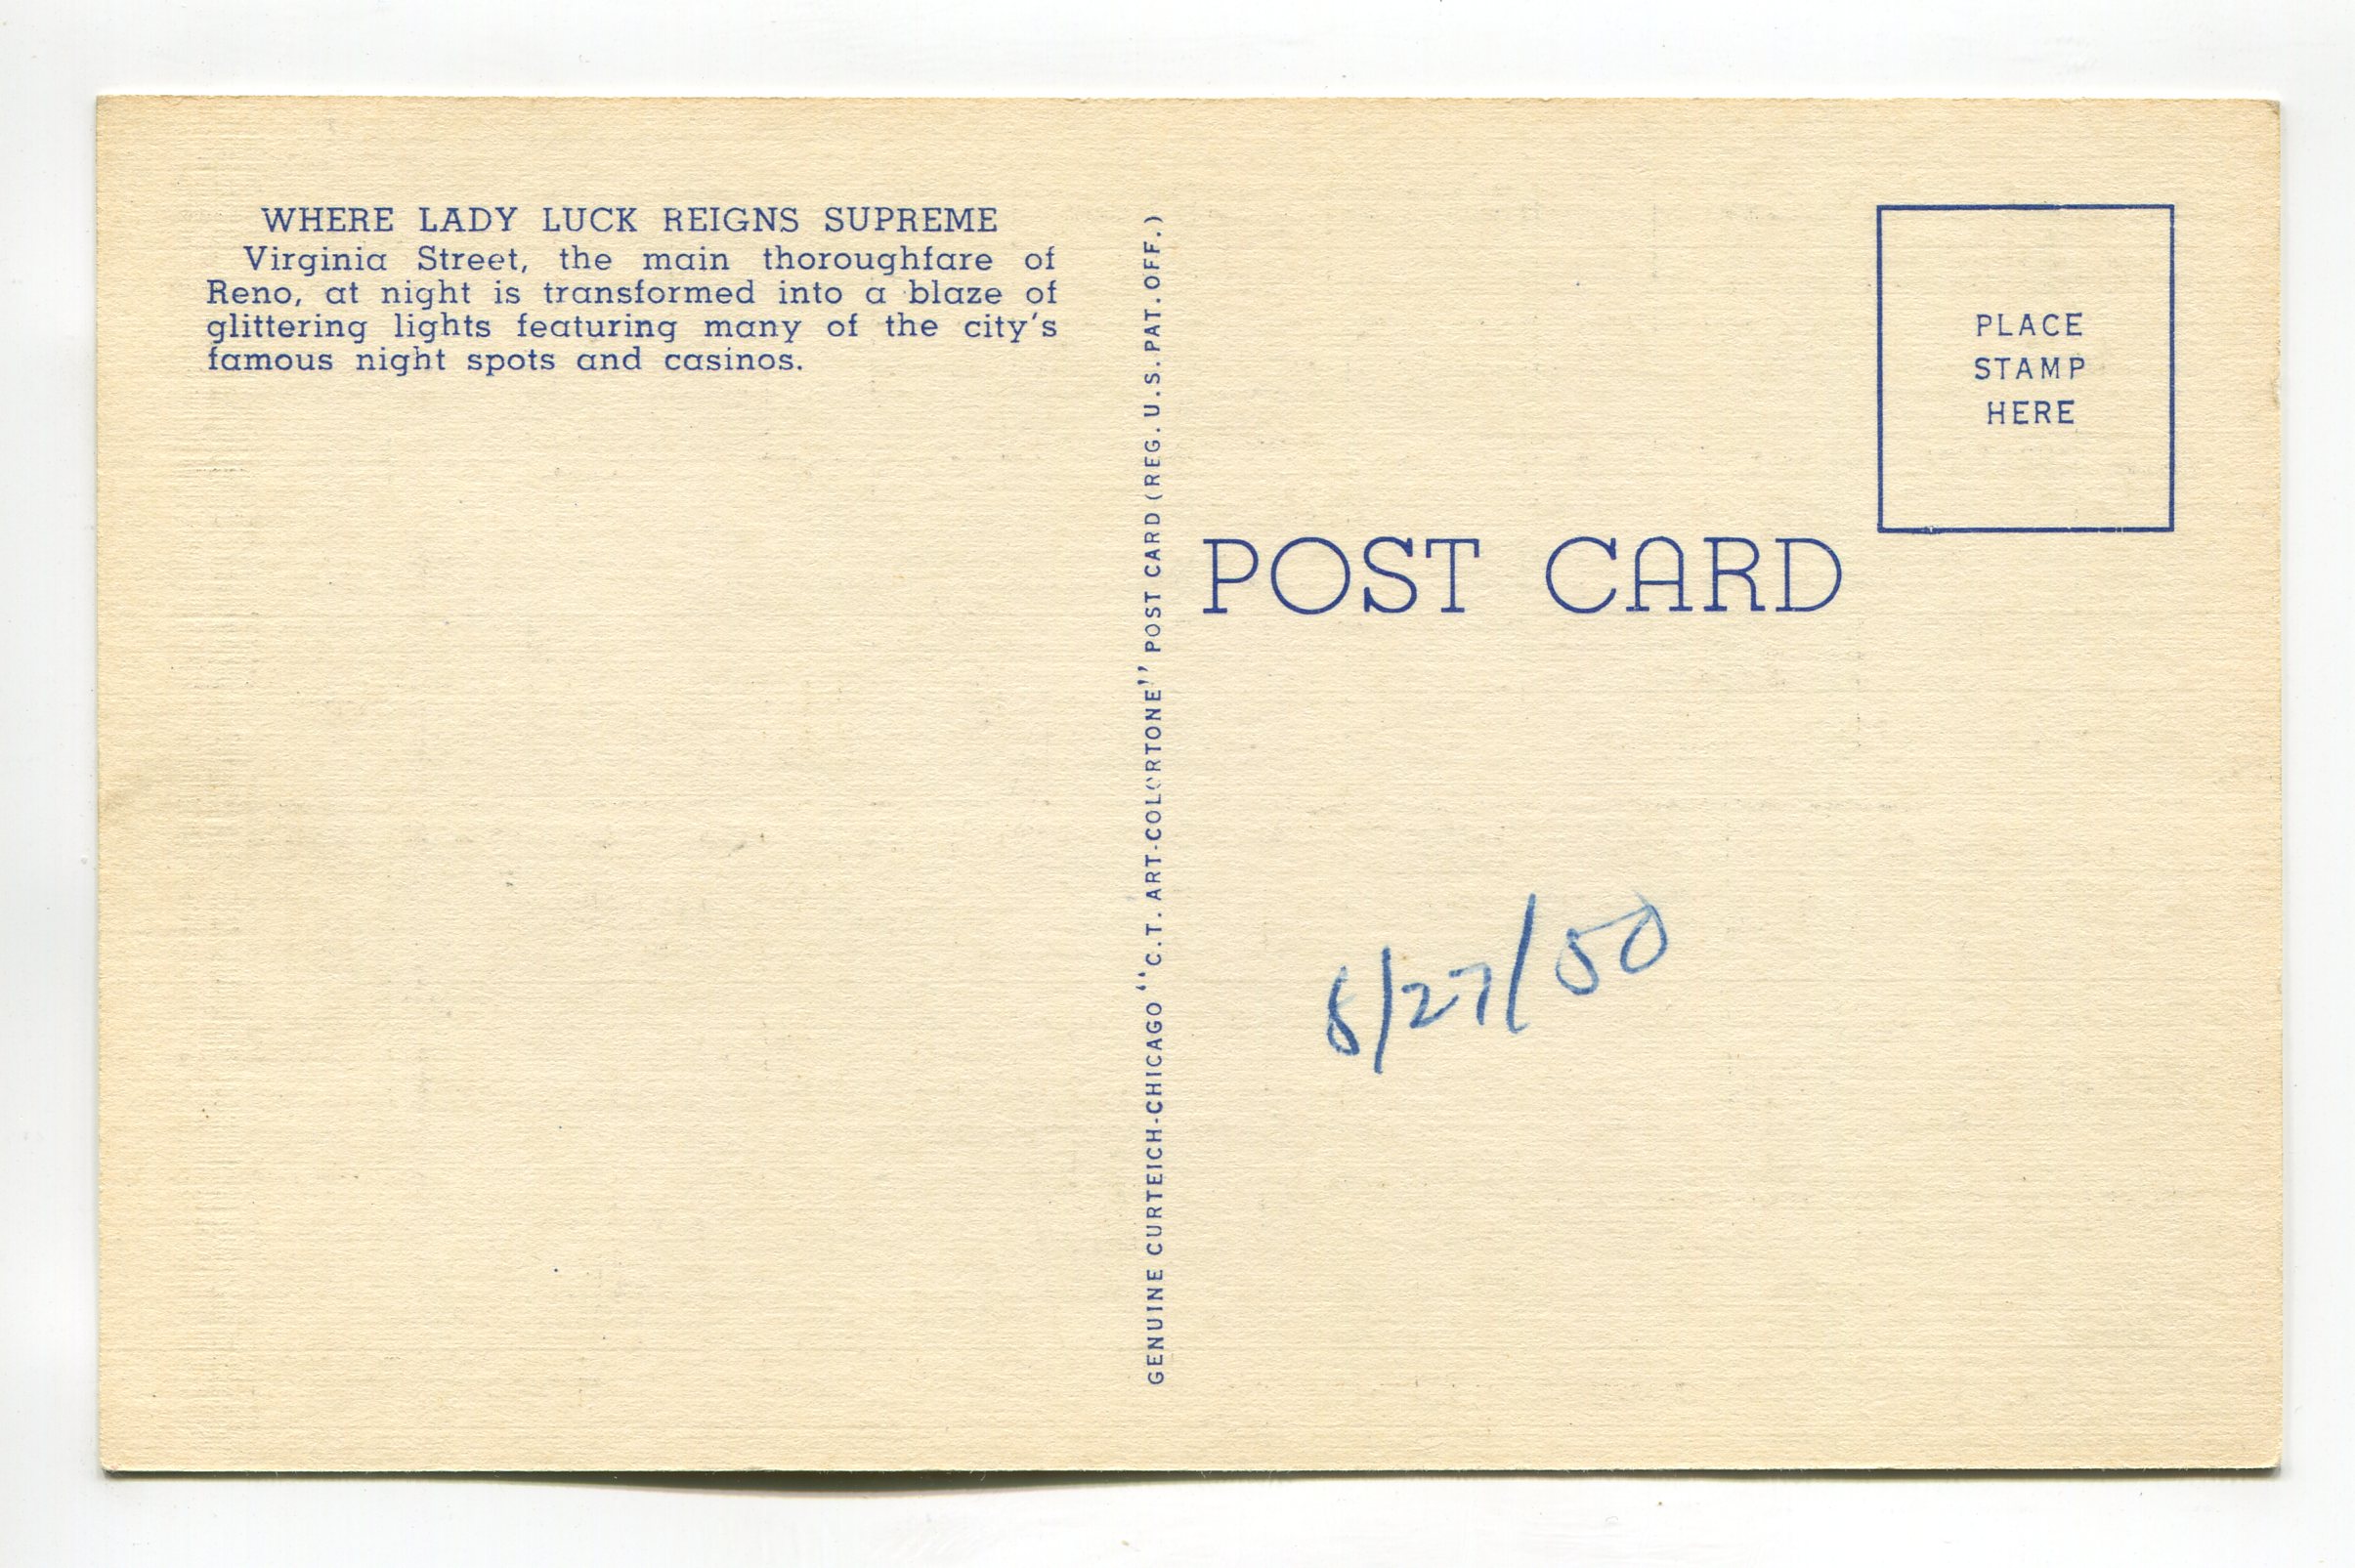 WHERE LADY LUCK REIGNS SUPREME
Virginia Street, the main thoroughfare of
Reno, at night is transformed into a blaze of
glittering lights featuring many of the city's
famous night spots and casinos.
GENUINE CURTEICH-CHICAGO "C.T. ART-COLORTONE" POST CARD (REG. U.S. PAT. OFF.)
PLACE
STAMP
HERE
POST CARD
8/27/50